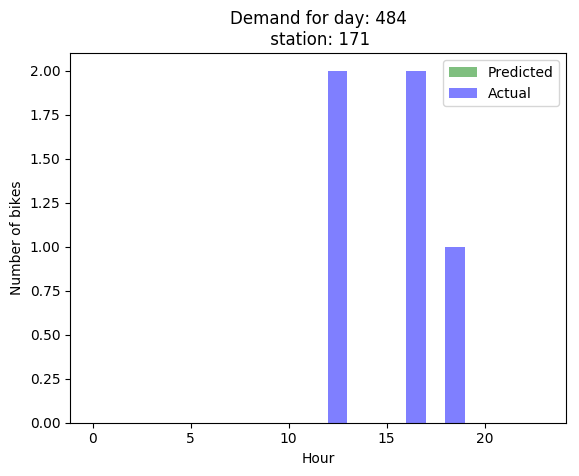 Demand for day: 484
station: 171
Predicted
Actual
Number of bikes
2.00
1.75
1.50
1.25
1.00
0.75
0.50
0.25
0.00
0 5 10 15 20
Hour